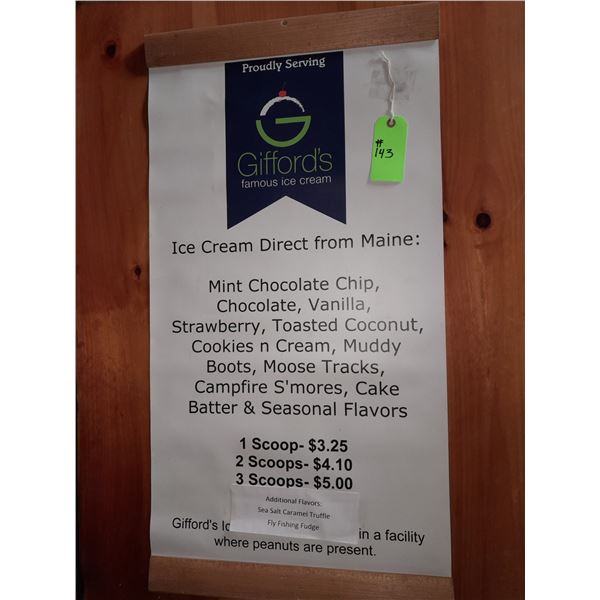 Proudly Serving
G
Gifford's
famous ice cream
#
143
Ice Cream Direct from Maine:
Mint Chocolate Chip,
Chocolate, Vanilla,
Strawberry, Toasted Coconut,
Cookies n Cream, Muddy
Boots, Moose Tracks,
Campfire S'mores, Cake
Batter & Seasonal Flavors
1 Scoop- $3.25
2 Scoops- $4.10
3 Scoops- $5.00
Additional Flavors:
Sea Salt Caramel Truffle
Fly Fishing Fudge
Gifford's in a facility
where peanuts are present.